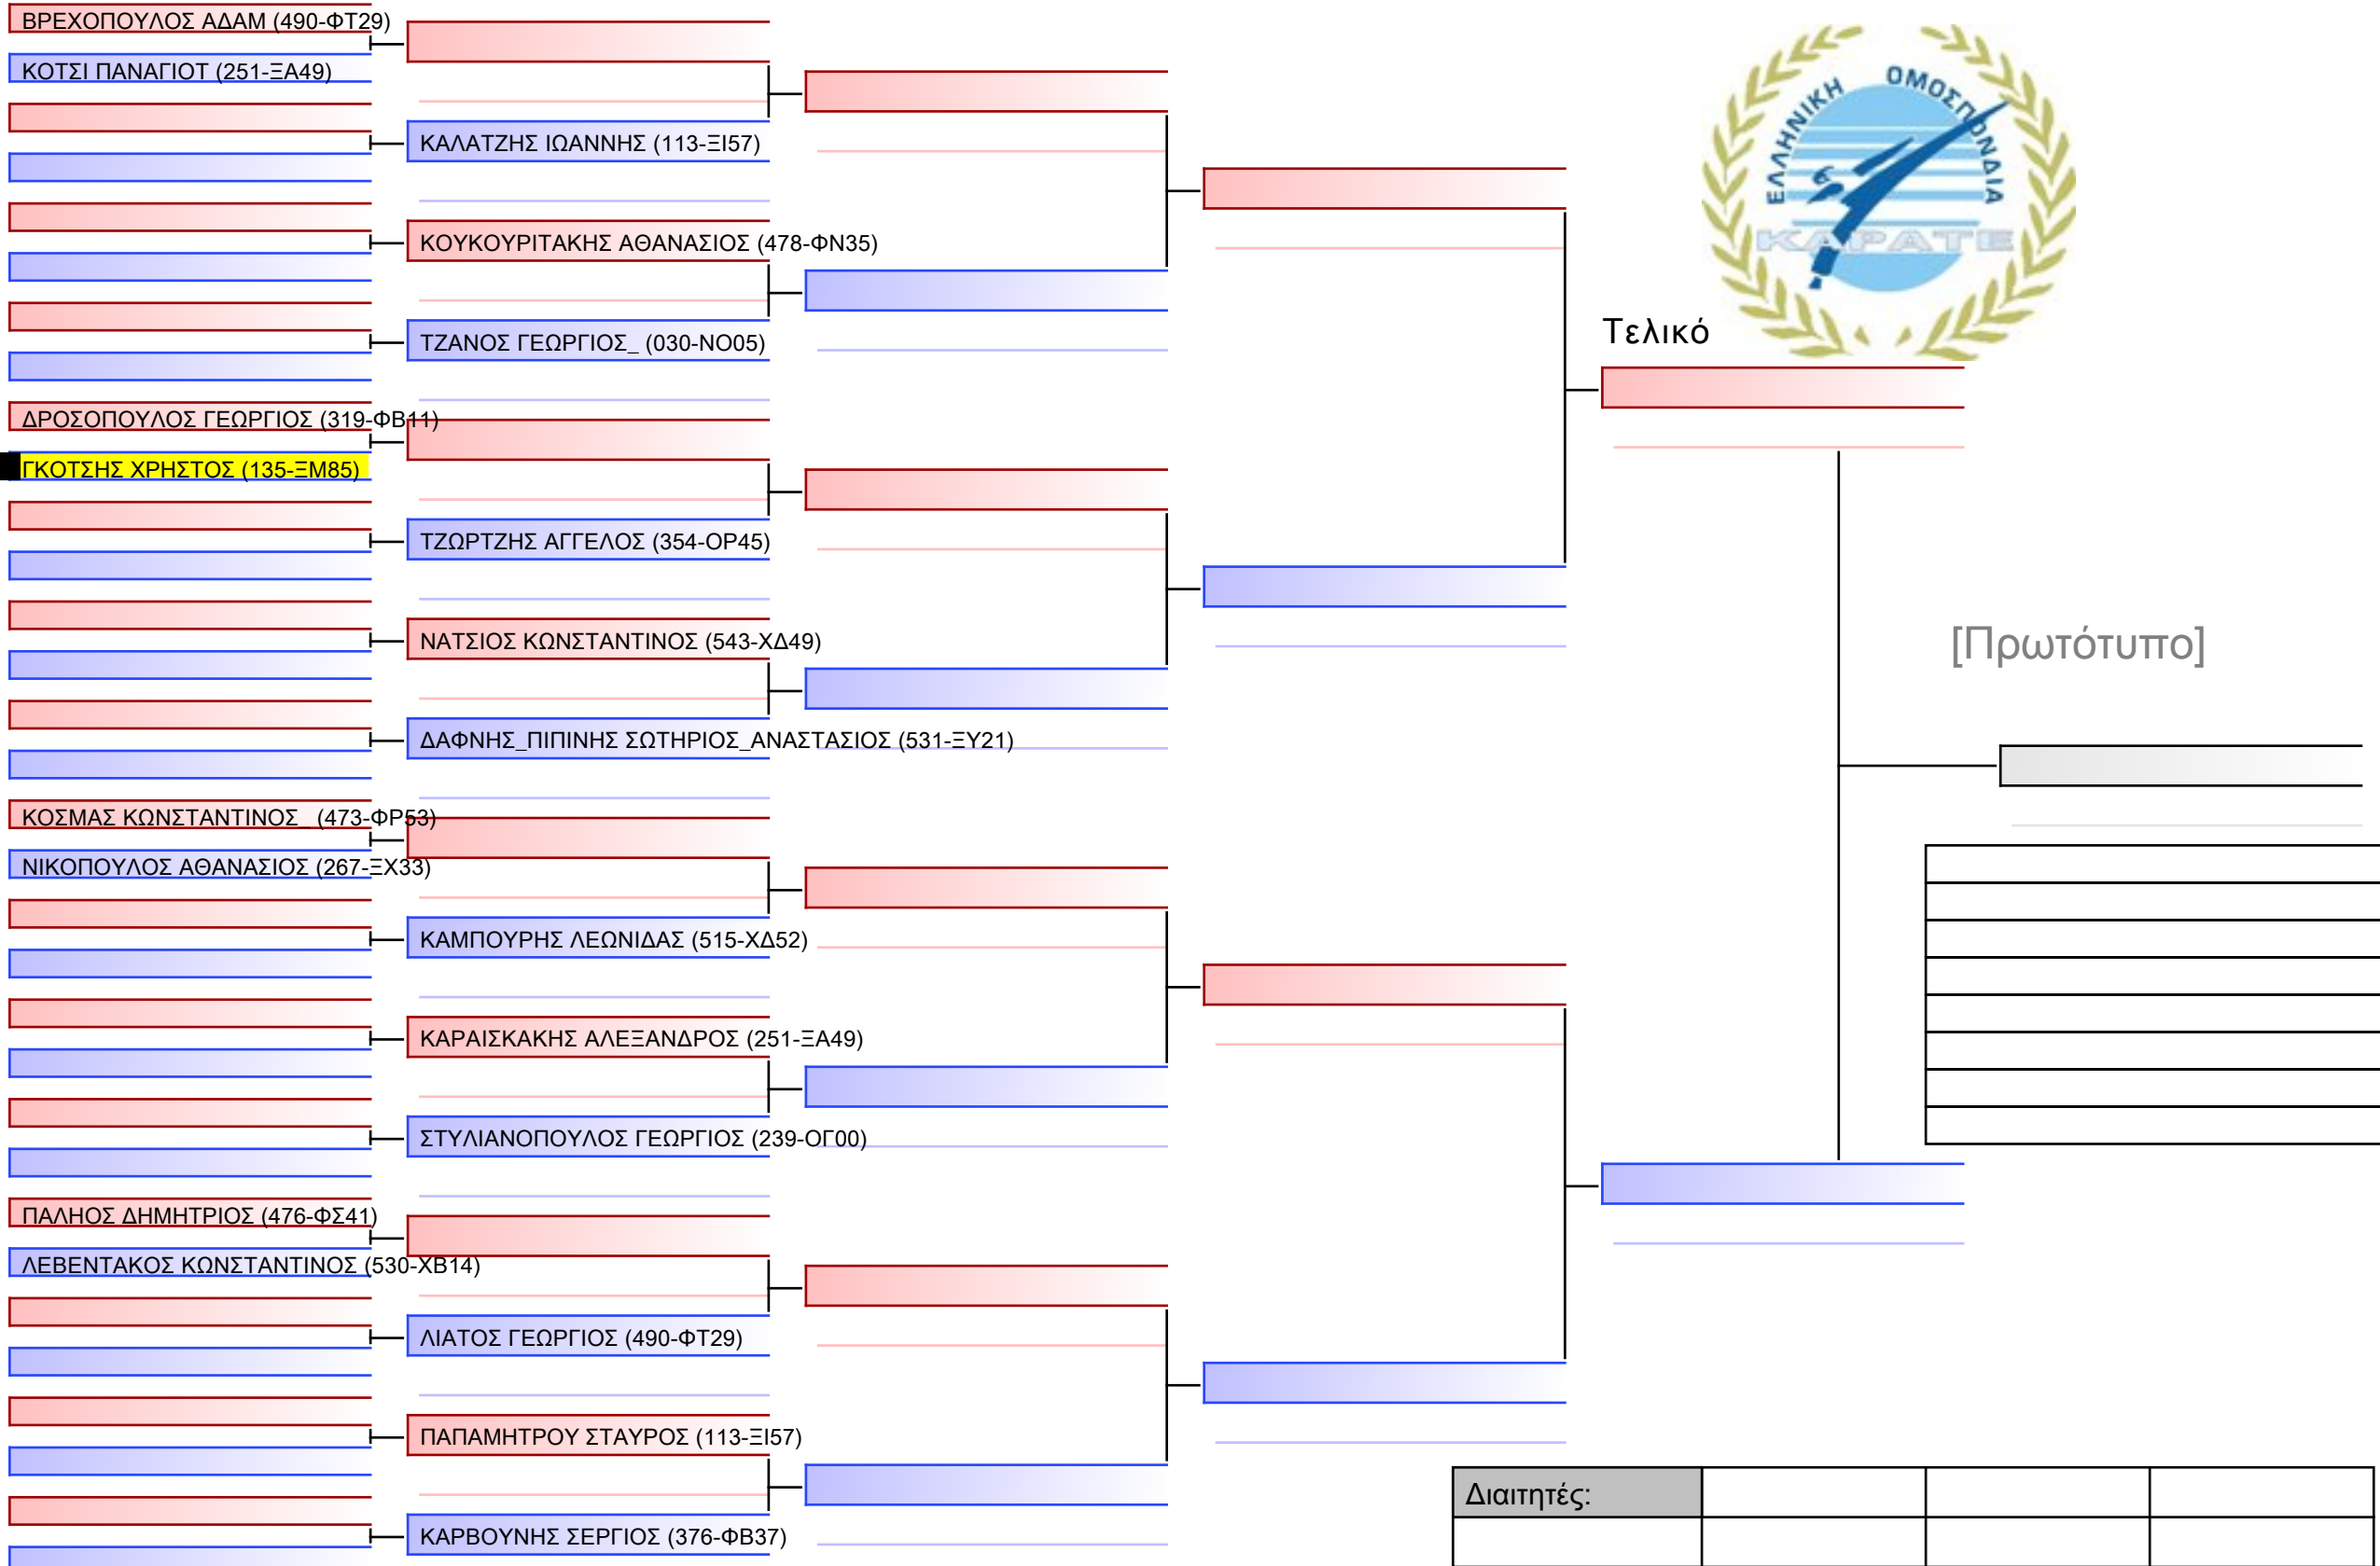 ΒΡΕΧΟΠΟΥΛΟΣ ΑΔΑΜ (490-ΦΤ29)
ΚΟΤΣΙ ΠΑΝΑΓΙΟΤ (251-ΞΑ49)
ΚΑΛΑΤΖΗΣ ΙΩΑΝΝΗΣ (113-ΞΙ57)
ΚΟΥΚΟΥΡΙΤΑΚΗΣ ΑΘΑΝΑΣΙΟΣ (478-ΦΝ35)
ΤΖΑΝΟΣ ΓΕΩΡΓΙΟΣ_ (030-ΝΟ05)
ΔΡΟΣΟΠΟΥΛΟΣ ΓΕΩΡΓΙΟΣ (319-ΦΒ11)
ΓΚΟΤΣΗΣ ΧΡΗΣΤΟΣ (135-ΞΜ85)
ΤΖΩΡΤΖΗΣ ΑΓΓΕΛΟΣ (354-ΟΡ45)
ΝΑΤΣΙΟΣ ΚΩΝΣΤΑΝΤΙΝΟΣ (543-ΧΔ49)
ΔΑΦΝΗΣ_ΠΙΠΙΝΗΣ ΣΩΤΗΡΙΟΣ_ΑΝΑΣΤΑΣΙΟΣ (531-ΞΥ21)
ΚΟΣΜΑΣ ΚΩΝΣΤΑΝΤΙΝΟΣ_ (473-ΦΡ53)
ΝΙΚΟΠΟΥΛΟΣ ΑΘΑΝΑΣΙΟΣ (267-ΞΧ33)
ΚΑΜΠΟΥΡΗΣ ΛΕΩΝΙΔΑΣ (515-ΧΔ52)
ΚΑΡΑΙΣΚΑΚΗΣ ΑΛΕΞΑΝΔΡΟΣ (251-ΞΑ49)
ΣΤΥΛΙΑΝΟΠΟΥΛΟΣ ΓΕΩΡΓΙΟΣ (239-ΟΓ00)
ΠΑΛΗΟΣ ΔΗΜΗΤΡΙΟΣ (476-ΦΣ41)
ΛΕΒΕΝΤΑΚΟΣ ΚΩΝΣΤΑΝΤΙΝΟΣ (530-ΧΒ14)
ΛΙΑΤΟΣ ΓΕΩΡΓΙΟΣ (490-ΦΤ29)
ΠΑΠΑΜΗΤΡΟΥ ΣΤΑΥΡΟΣ (113-ΞΙ57)
ΚΑΡΒΟΥΝΗΣ ΣΕΡΓΙΟΣ (376-ΦΒ37)
ΕΛΛΗΝΙΚΗ ΟΜΟΣΠΟΝΔΙΑ
ΚΑΡΑΤΕ
Τελικό
[Πρωτότυπο]
Διαιτητές: